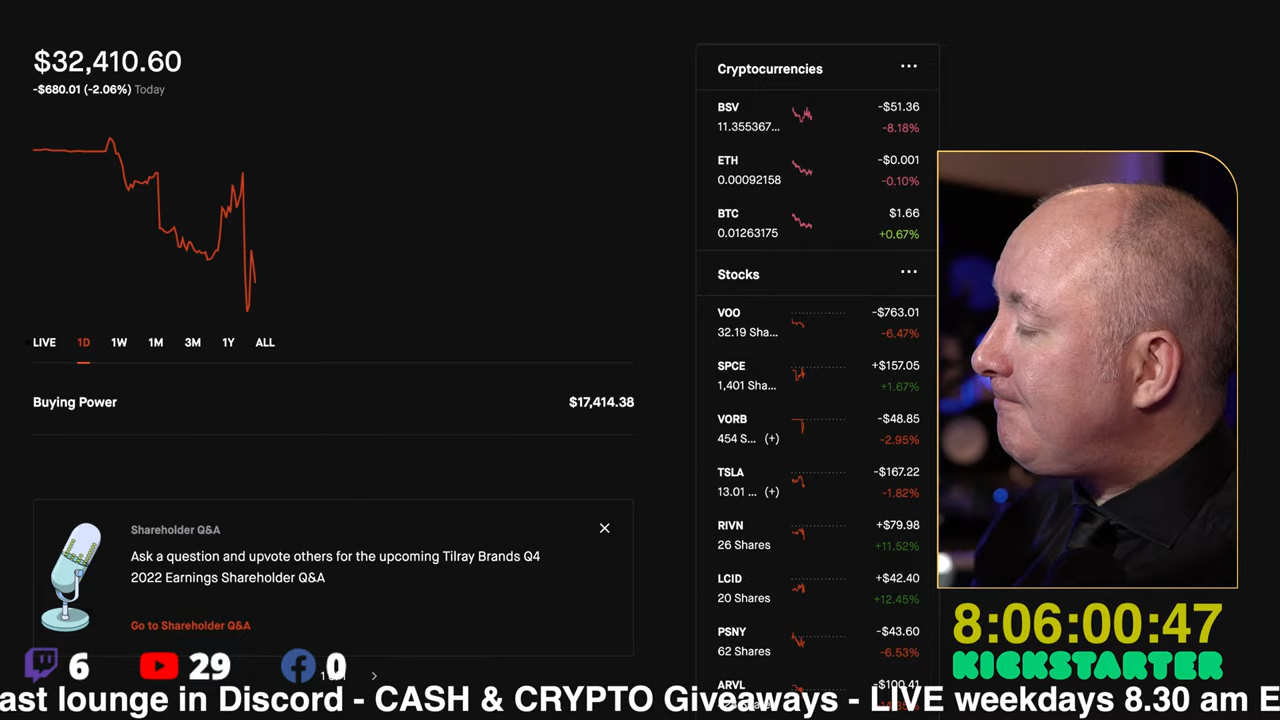 $32,410.60
-$680.01 (-2.06%) Today
LIVE 1D 1W 1M 3M 1Y ALL
Buying Power $17,414.38
Shareholder Q&A
Ask a question and upvote others for the upcoming Tilray Brands Q4
2022 Earnings Shareholder Q&A
Go to Shareholder Q&A
Cryptocurrencies
BSV -$51.36
11.355367... -8.18%
ETH -$0.001
0.00092158 -0.10%
BTC $1.66
0.01263175 +0.67%
Stocks
VOO -$763.01
32.19 Sha... -6.47%
SPCE +$157.05
1,401 Sha... +1.67%
VORB -$48.85
454 S... (+) -2.95%
TSLA -$167.22
13.01 ... (+) -1.82%
RIVN +$79.98
26 Shares +11.52%
LCID +$42.40
20 Shares +12.45%
PSNY -$43.60
62 Shares -6.53%
ARVL -$100.41
8:06:00:47
KICKSTARTER
6 29 0
ast lounge in Discord - CASH & CRYPTO Giveaways - LIVE weekdays 8.30 am E